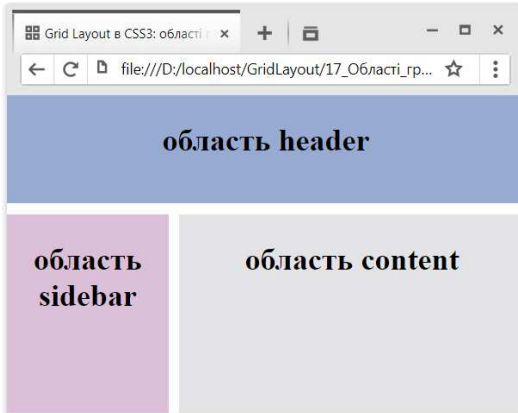 Grid Layout в CSS3: області
file:///D:/localhost/GridLayout/17_Області_гр...
область header
область
sidebar
область content